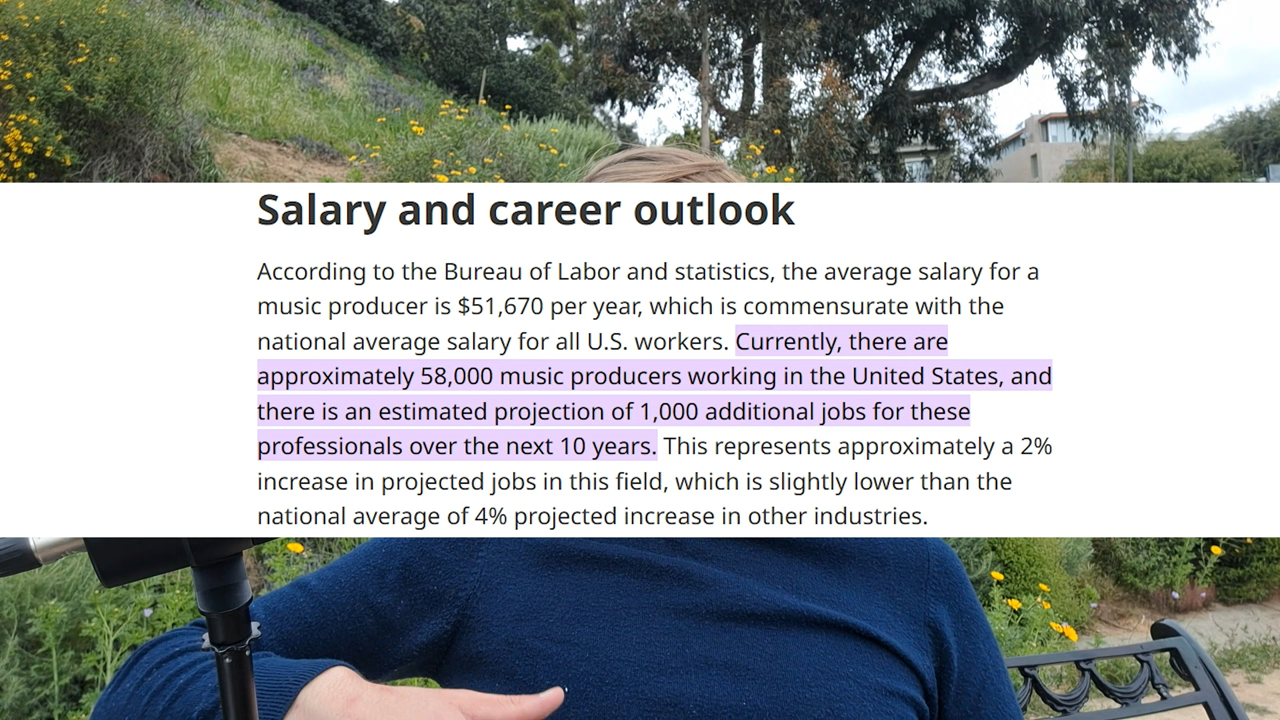 Salary and career outlook
According to the Bureau of Labor and statistics, the average salary for a
music producer is $51,670 per year, which is commensurate with the
national average salary for all U.S. workers. Currently, there are
approximately 58,000 music producers working in the United States, and
there is an estimated projection of 1,000 additional jobs for these
professionals over the next 10 years. This represents approximately a 2%
increase in projected jobs in this field, which is slightly lower than the
national average of 4% projected increase in other industries.